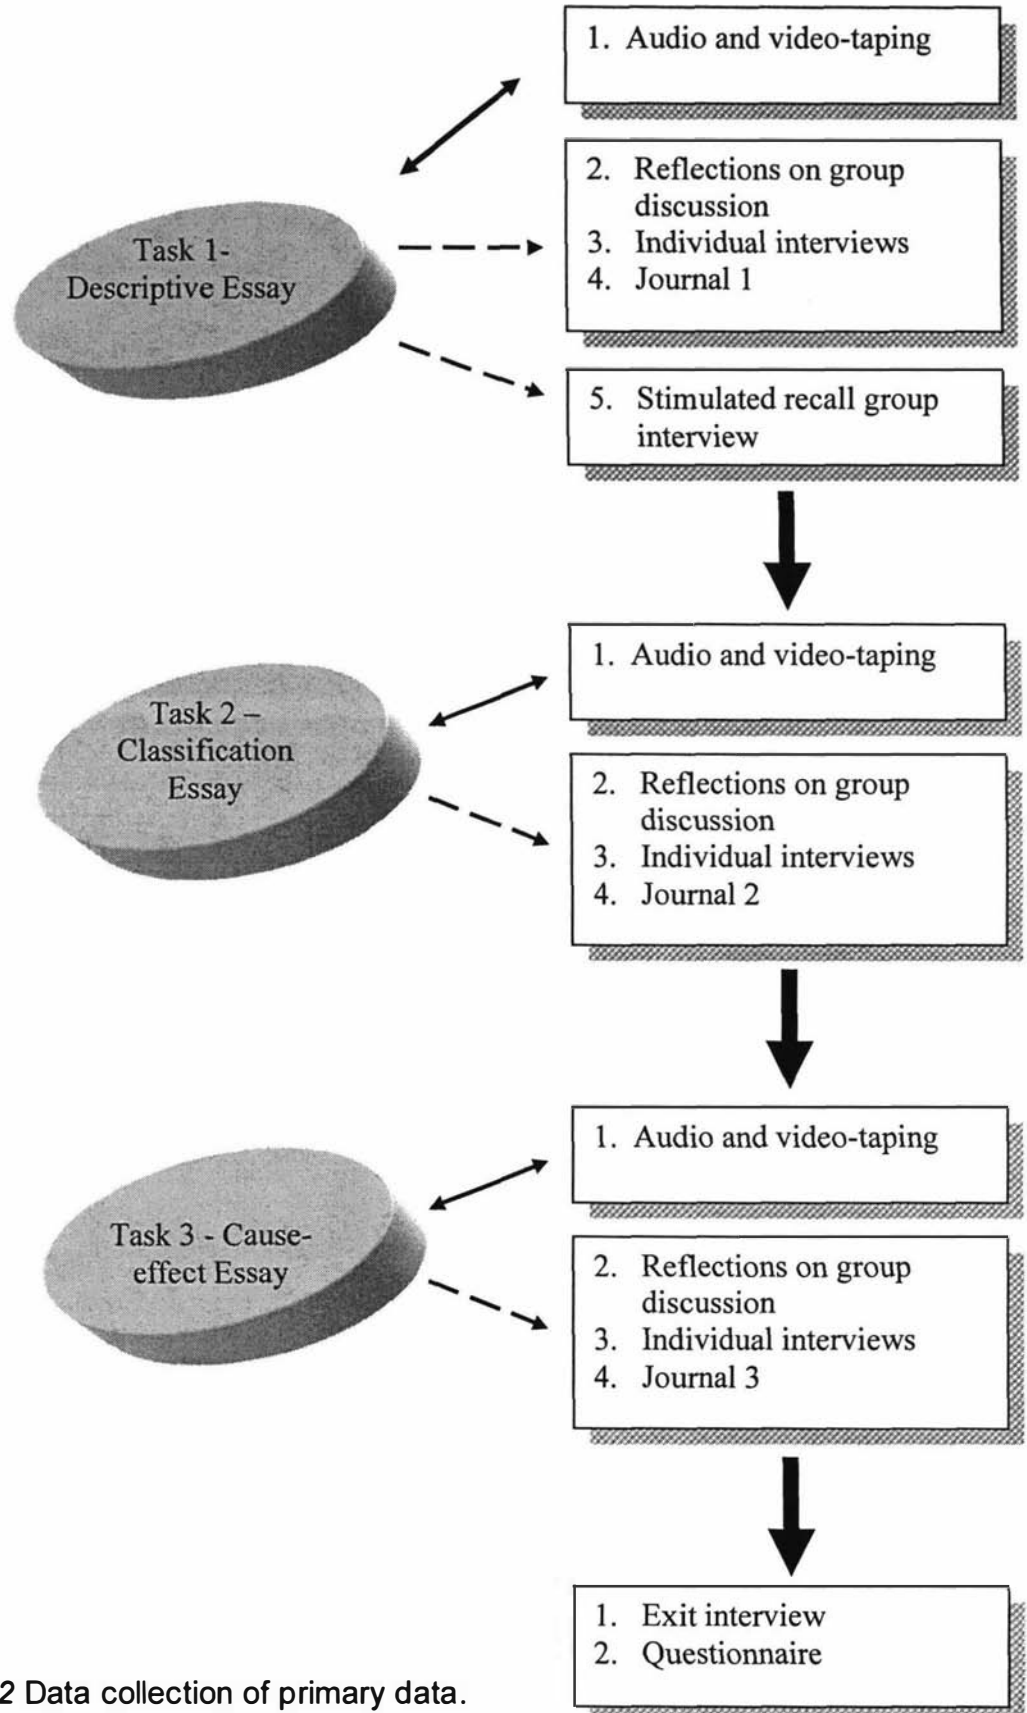 1. Audio and video-taping
Task 1-
Descriptive Essay
2. Reflections on group
discussion
3. Individual interviews
4. Journal 1
5. Stimulated recall group
interview
Task 2 –
Classification
Essay
1. Audio and video-taping
2. Reflections on group
discussion
3. Individual interviews
4. Journal 2
Task 3 - Cause-
effect Essay
1. Audio and video-taping
2. Reflections on group
discussion
3. Individual interviews
4. Journal 3
1. Exit interview
2. Questionnaire
2 Data collection of primary data.